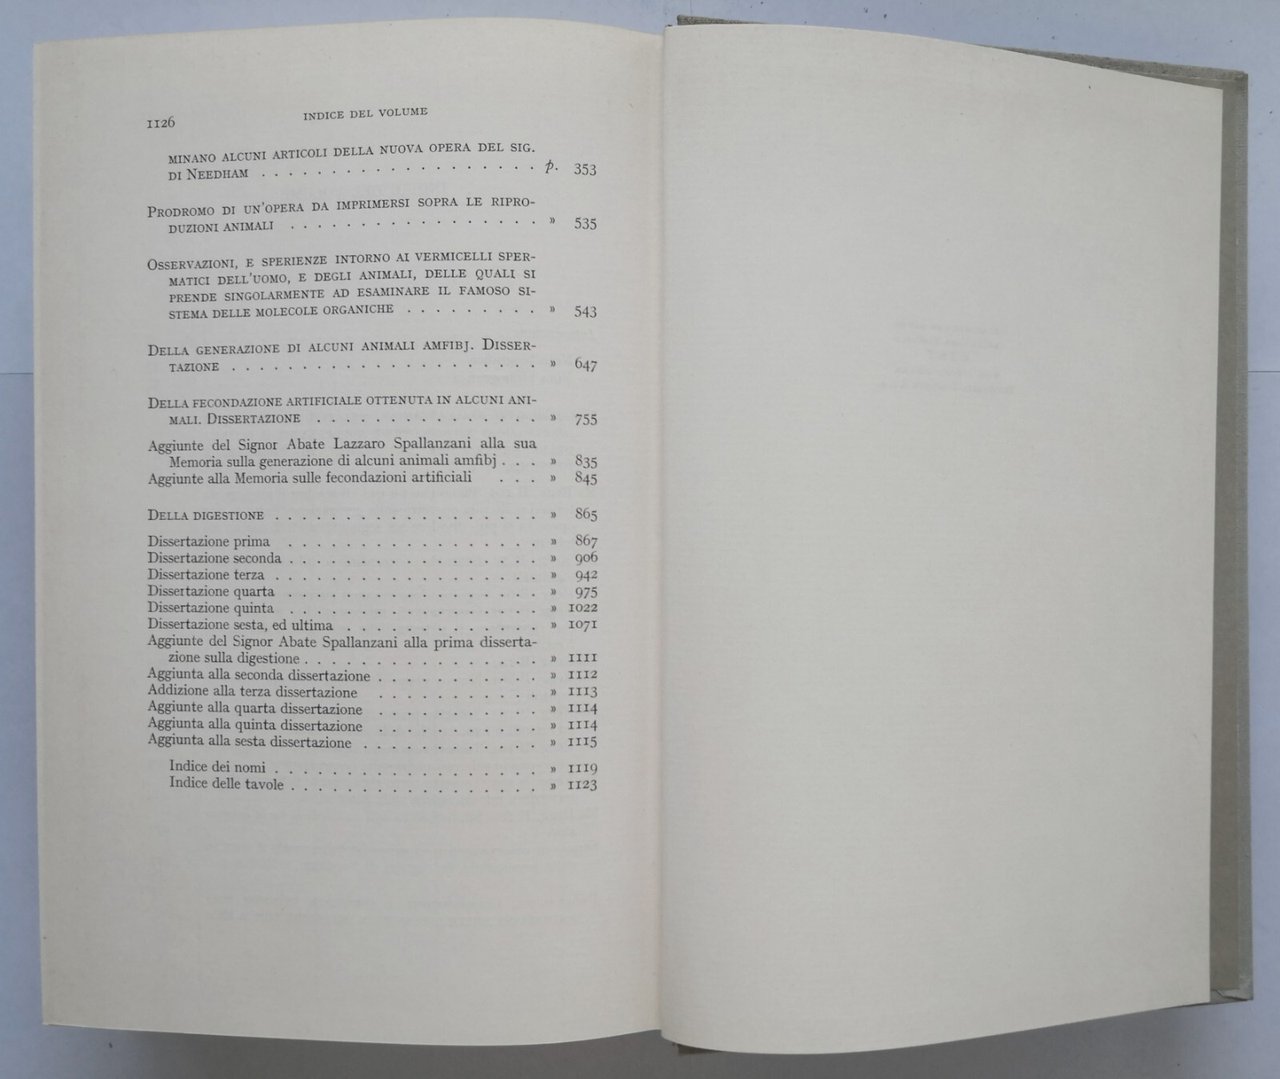 1126 INDICE DEL VOLUME
MINANO ALCUNI ARTICOLI DELLA NUOVA OPERA DEL SIG.
DI NEEDHAM . . . . . . . . . . . . . . . . . . . . p. 353
PRODROMO DI UN'OPERA DA IMPRIMERSI SOPRA LE RIPRO-
DUZIONI ANIMALI . . . . . . . . . . . . . . . . . . » 535
OSSERVAZIONI, E SPERIENZE INTORNO AI VERMICELLI SPER-
MATICI DELL'UOMO, E DEGLI ANIMALI, DELLE QUALI SI
PRENDE SINGOLARMENTE AD ESAMINARE IL FAMOSO SI-
STEMA DELLE MOLECOLE ORGANICHE . . . . . . . . . . » 543
DELLA GENERAZIONE DI ALCUNI ANIMALI AMFIBJ. DISSER-
TAZIONE . . . . . . . . . . . . . . . . . . . . . . » 647
DELLA FECONDAZIONE ARTIFICIALE OTTENUTA IN ALCUNI ANI-
MALI. DISSERTAZIONE . . . . . . . . . . . . . . . . » 755
Aggiunte del Signor Abate Lazzaro Spallanzani alla sua
Memoria sulla generazione di alcuni animali amfibj . . . » 835
Aggiunte alla Memoria sulle fecondazioni artificiali . . . » 845
DELLA DIGESTIONE . . . . . . . . . . . . . . . . . . . » 865
Dissertazione prima . . . . . . . . . . . . . . . . . . » 867
Dissertazione seconda . . . . . . . . . . . . . . . . . . » 906
Dissertazione terza . . . . . . . . . . . . . . . . . . . » 942
Dissertazione quarta . . . . . . . . . . . . . . . . . . » 975
Dissertazione quinta . . . . . . . . . . . . . . . . . . » 1022
Dissertazione sesta, ed ultima . . . . . . . . . . . . . . » 1071
Aggiunte del Signor Abate Spallanzani alla prima disserta-
zione sulla digestione . . . . . . . . . . . . . . . . . » 1111
Aggiunta alla seconda dissertazione . . . . . . . . . . . . » 1112
Addizione alla terza dissertazione . . . . . . . . . . . . » 1113
Aggiunte alla quarta dissertazione . . . . . . . . . . . . » 1114
Aggiunta alla quinta dissertazione . . . . . . . . . . . . » 1114
Aggiunta alla sesta dissertazione . . . . . . . . . . . . . » 1115
Indice dei nomi . . . . . . . . . . . . . . . . . . . » 1119
Indice delle tavole . . . . . . . . . . . . . . . . . . » 1123